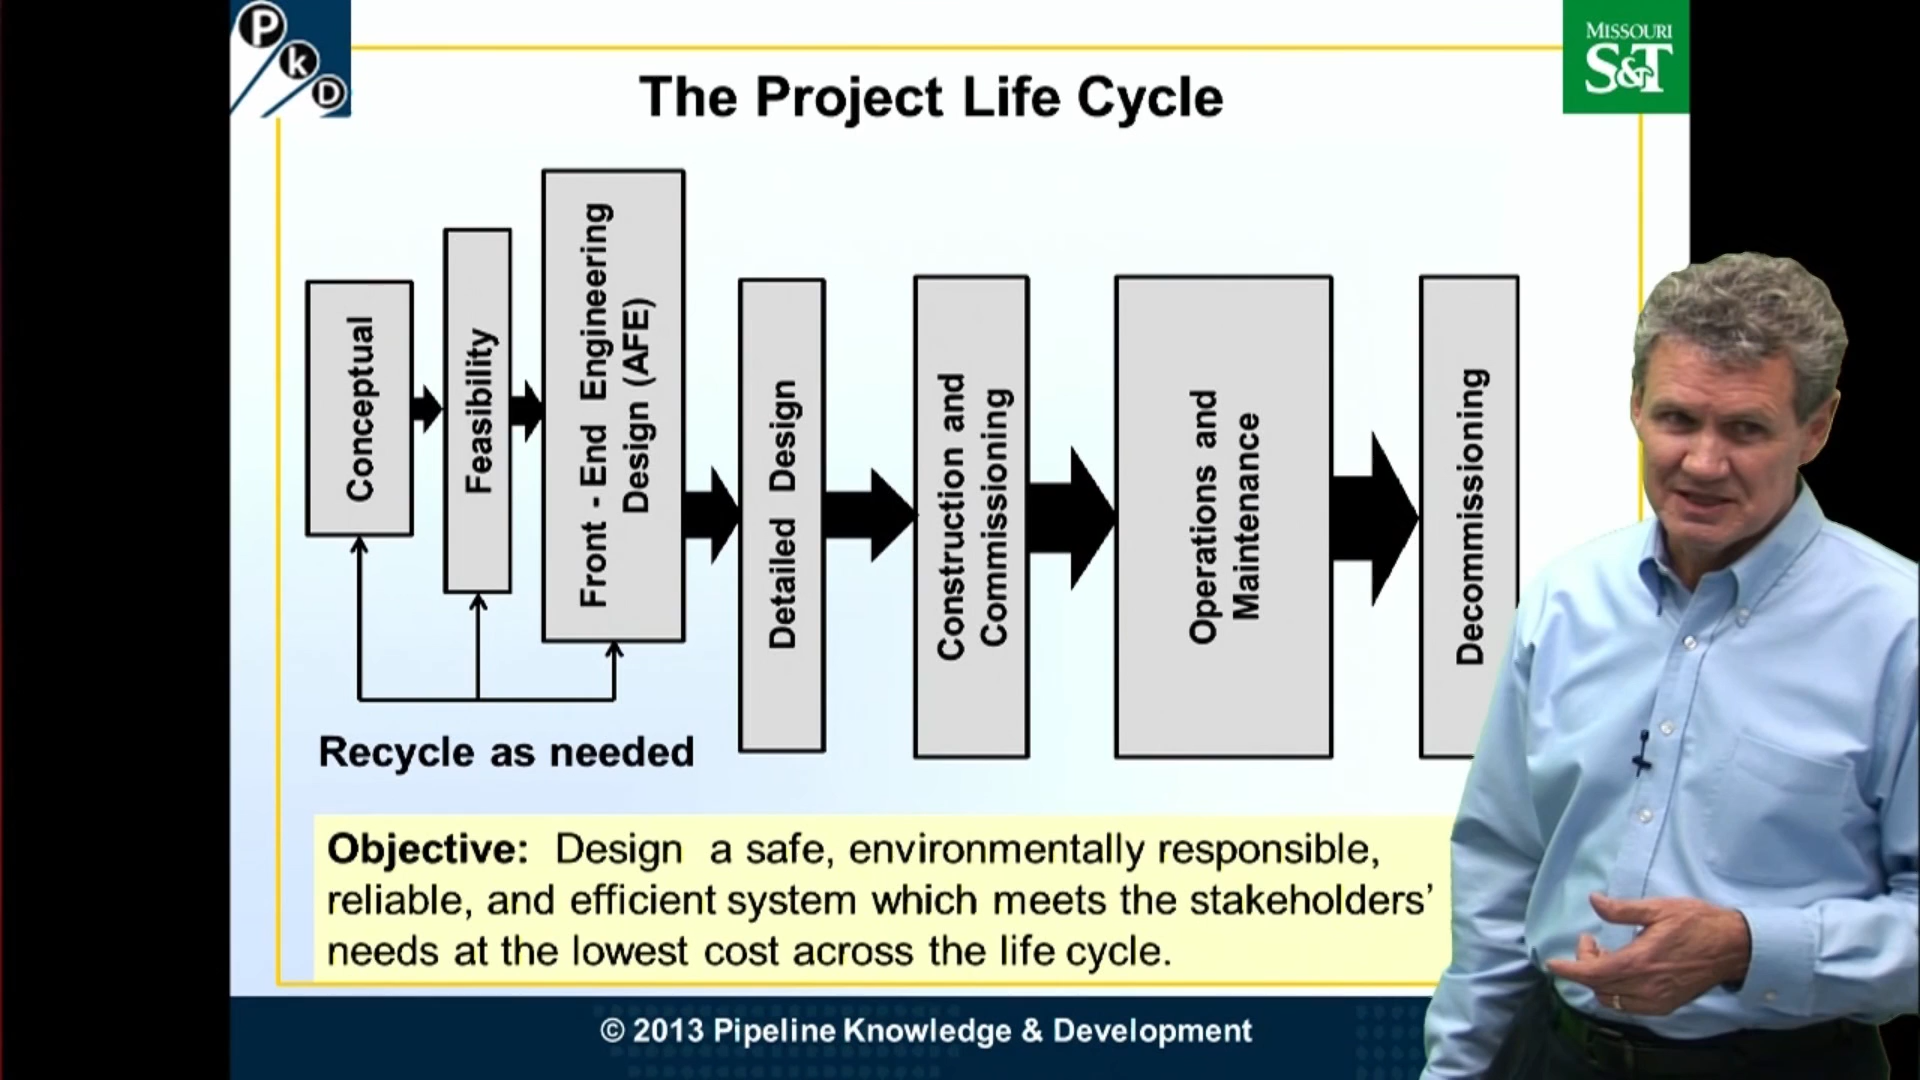 P
k
D
MISSOURI
S&T
The Project Life Cycle
Conceptual
Feasibility
Front - End Engineering
Design (AFE)
Detailed Design
Construction and
Commissioning
Operations and
Maintenance
Decommissioning
Recycle as needed
Objective: Design a safe, environmentally responsible,
reliable, and efficient system which meets the stakeholders’
needs at the lowest cost across the life cycle.
© 2013 Pipeline Knowledge & Development